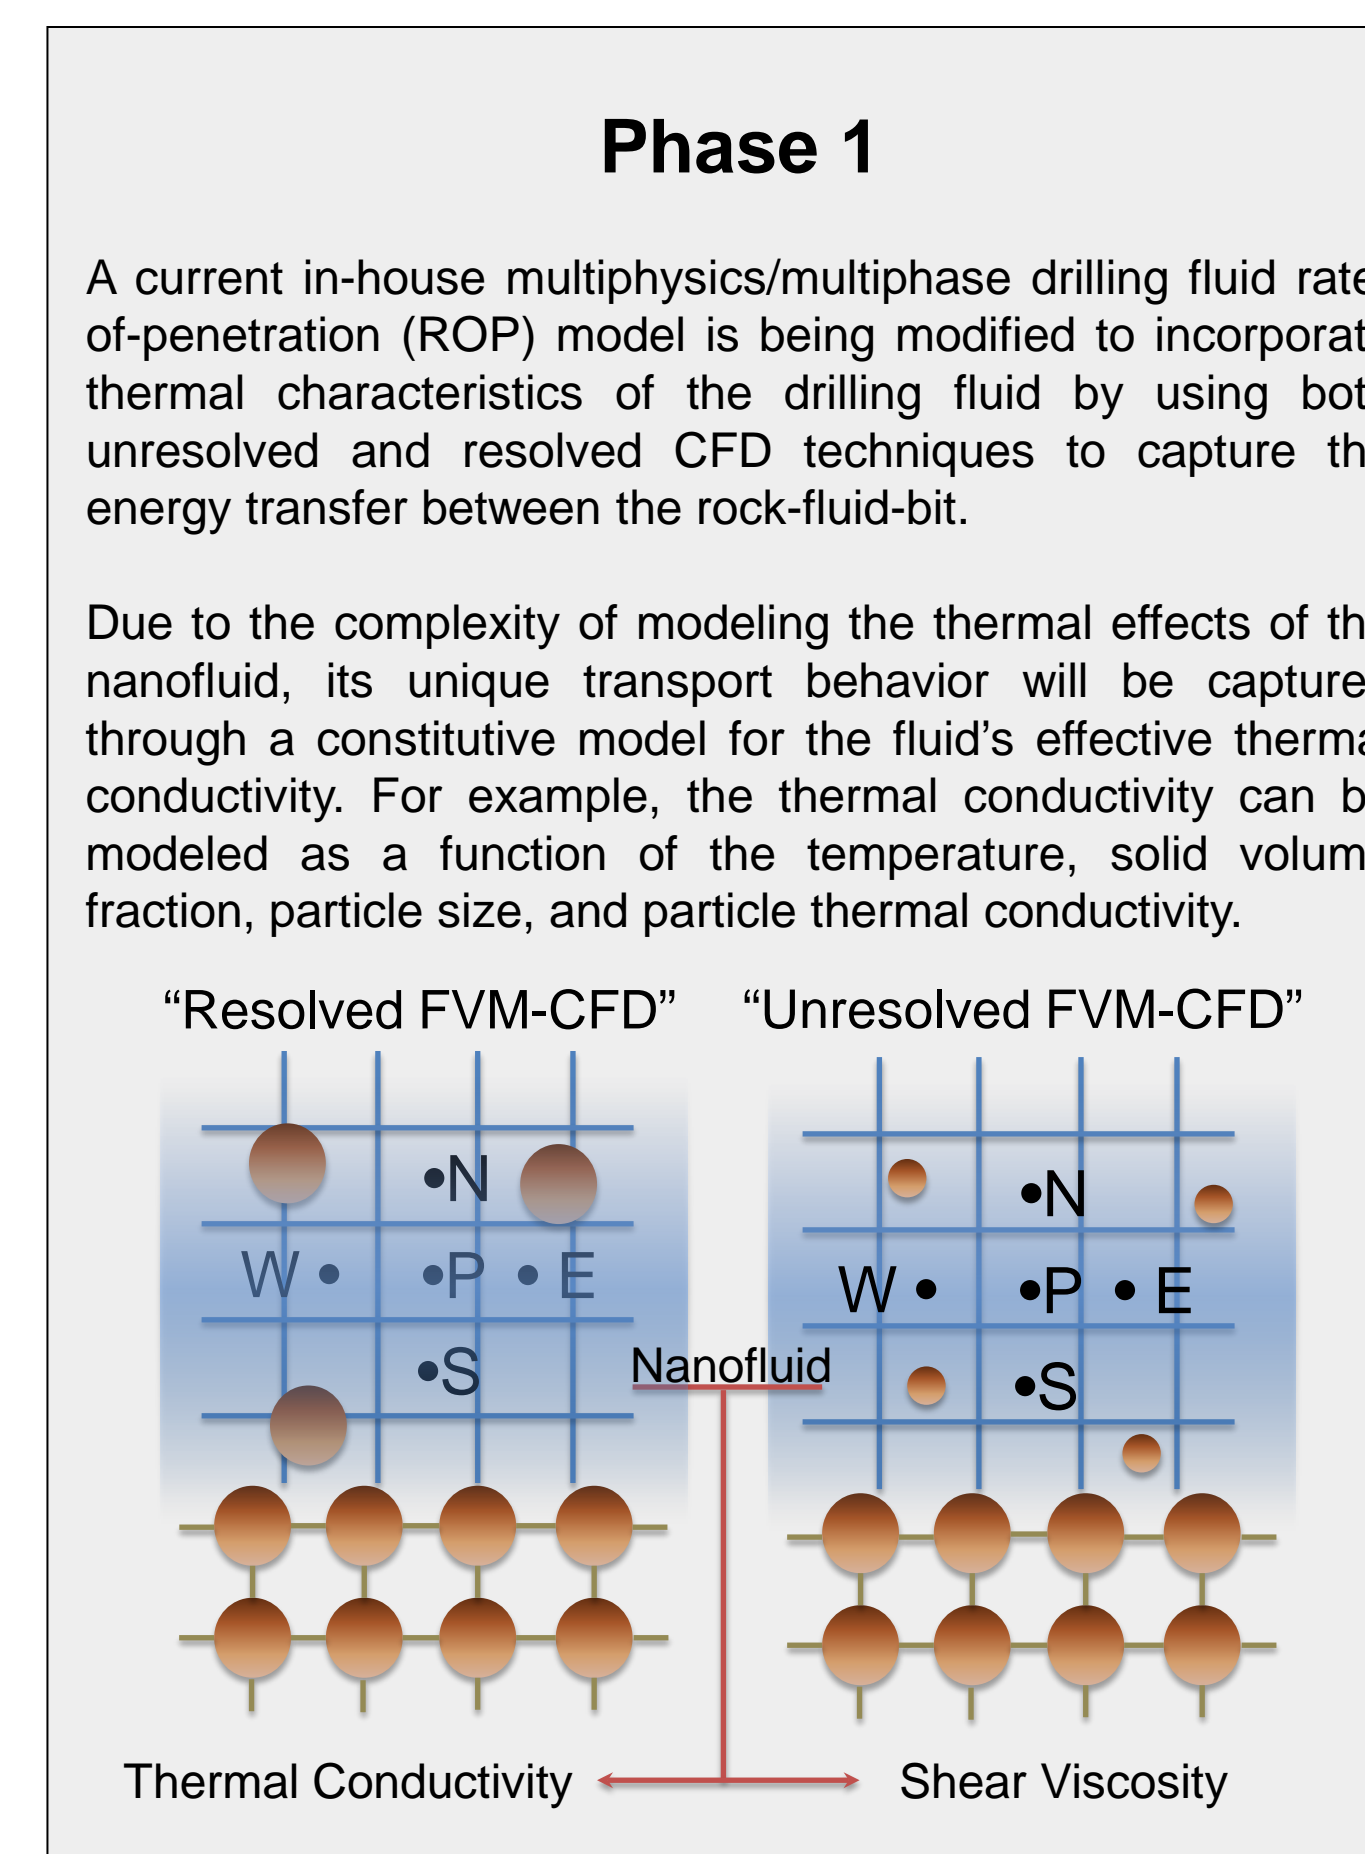 Phase 1
A current in-house multiphysics/multiphase drilling fluid rate
of-penetration (ROP) model is being modified to incorporat
thermal characteristics of the drilling fluid by using bot
unresolved and resolved CFD techniques to capture th
energy transfer between the rock-fluid-bit.
Due to the complexity of modeling the thermal effects of th
nanofluid, its unique transport behavior will be capture
through a constitutive model for the fluid's effective therma
conductivity. For example, the thermal conductivity can b
modeled as a function of the temperature, solid volum
fraction, particle size, and particle thermal conductivity.
“Resolved FVM-CFD” “Unresolved FVM-CFD”
•N •N
W • •P • E W • •P • E
•S •S
Nanofluid
Thermal Conductivity Shear Viscosity